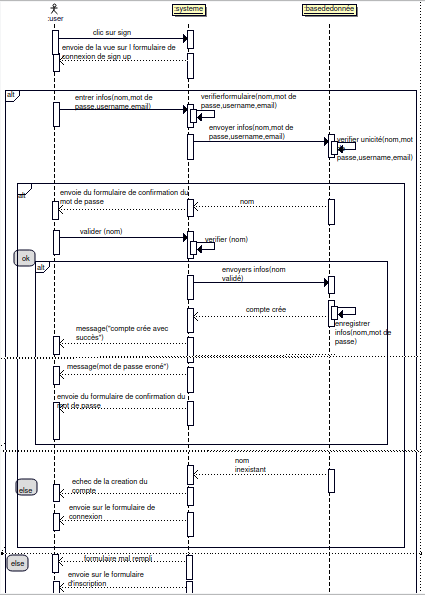 :user
:systeme
:basededonnée
clic sur sign
envoie de la vue sur l formulaire de
connexion de sign up
alt
entrer infos(nom,mot de
passe,username,email)
verifierformulaire(nom,mot de
passe,username,email)
envoyer infos(nom,mot de
passe,username,email)
verifier unicité(nom,mot
passe,username,email)
alt
envoie du formulaire de confirmation du
mot de passe
nom
valider (nom)
verifier (nom)
ok
alt
envoyers infos(nom
validé)
compte crée
enregistrer
infos(nom,mot de
passe)
message("compte crée avec
succès")
message(mot de passe eroné")
envoie du formulaire de confirmation du
mot de passe
nom
inexistant
else
echec de la creation du
compte
envoie sur le formulaire de
connexion
else
formulaire mal rempli
envoie sur le formulaire
d'inscription